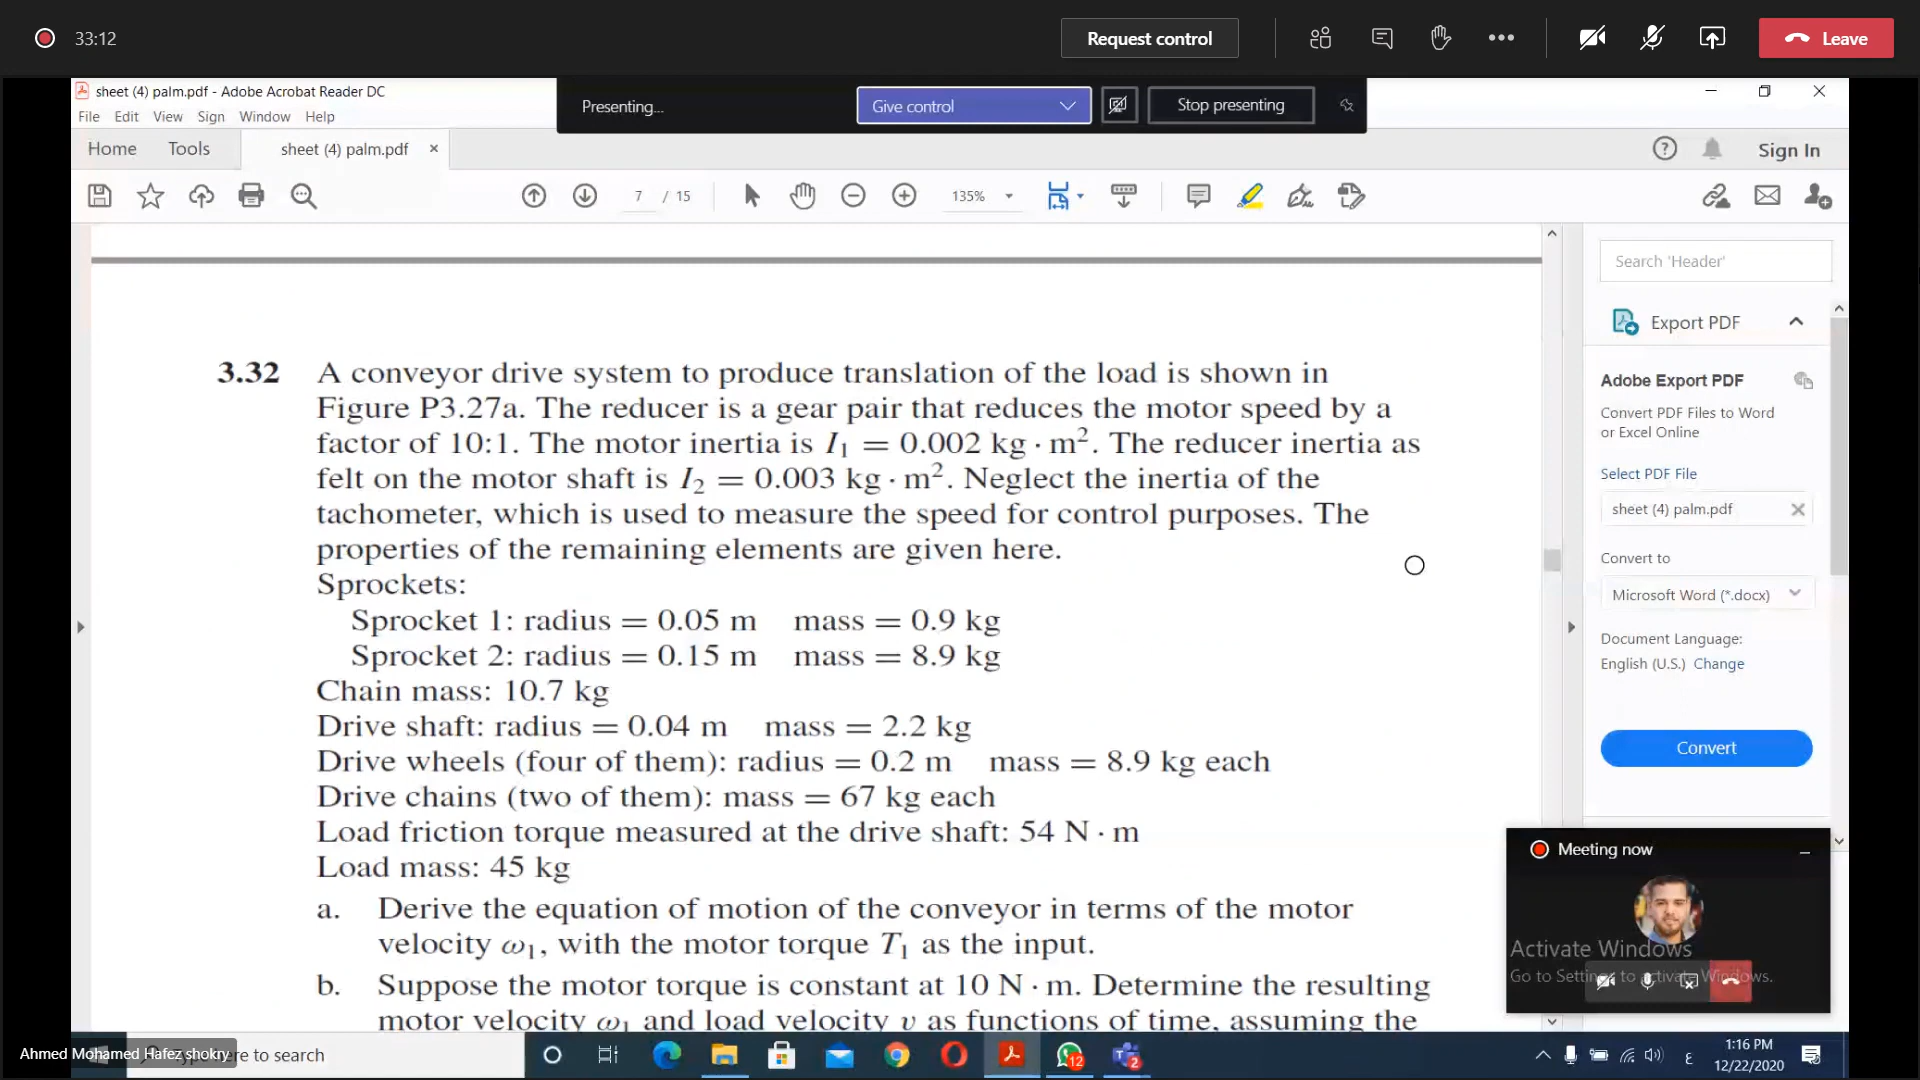 33:12
Request control
Leave
sheet (4) palm.pdf - Adobe Acrobat Reader DC
Presenting...
Give control
Stop presenting
File Edit View Sign Window Help
Home Tools sheet (4) palm.pdf × Sign In
7 / 15 135%
3.32 A conveyor drive system to produce translation of the load is shown in
Figure P3.27a. The reducer is a gear pair that reduces the motor speed by a
factor of 10:1. The motor inertia is I₁ = 0.002 kg · m². The reducer inertia as
felt on the motor shaft is I₂ = 0.003 kg · m². Neglect the inertia of the
tachometer, which is used to measure the speed for control purposes. The
properties of the remaining elements are given here.
Sprockets:
Sprocket 1: radius = 0.05 m mass = 0.9 kg
Sprocket 2: radius = 0.15 m mass = 8.9 kg
Chain mass: 10.7 kg
Drive shaft: radius = 0.04 m mass = 2.2 kg
Drive wheels (four of them): radius = 0.2 m mass = 8.9 kg each
Drive chains (two of them): mass = 67 kg each
Load friction torque measured at the drive shaft: 54 N · m
Load mass: 45 kg
a. Derive the equation of motion of the conveyor in terms of the motor
velocity ω₁, with the motor torque T₁ as the input.
b. Suppose the motor torque is constant at 10 N · m. Determine the resulting
motor velocity ω₁ and load velocity v as functions of time, assuming the
Search 'Header'
Export PDF
Adobe Export PDF
Convert PDF Files to Word
or Excel Online
Select PDF File
sheet (4) palm.pdf
Convert to
Microsoft Word (*.docx)
Document Language:
English (U.S.) Change
Convert
Meeting now
Activate Windows
Go to Settings to activate Windows.
Ahmed Mohamed Hafez shokry
Type here to search
12
2
ع
1:16 PM
12/22/2020